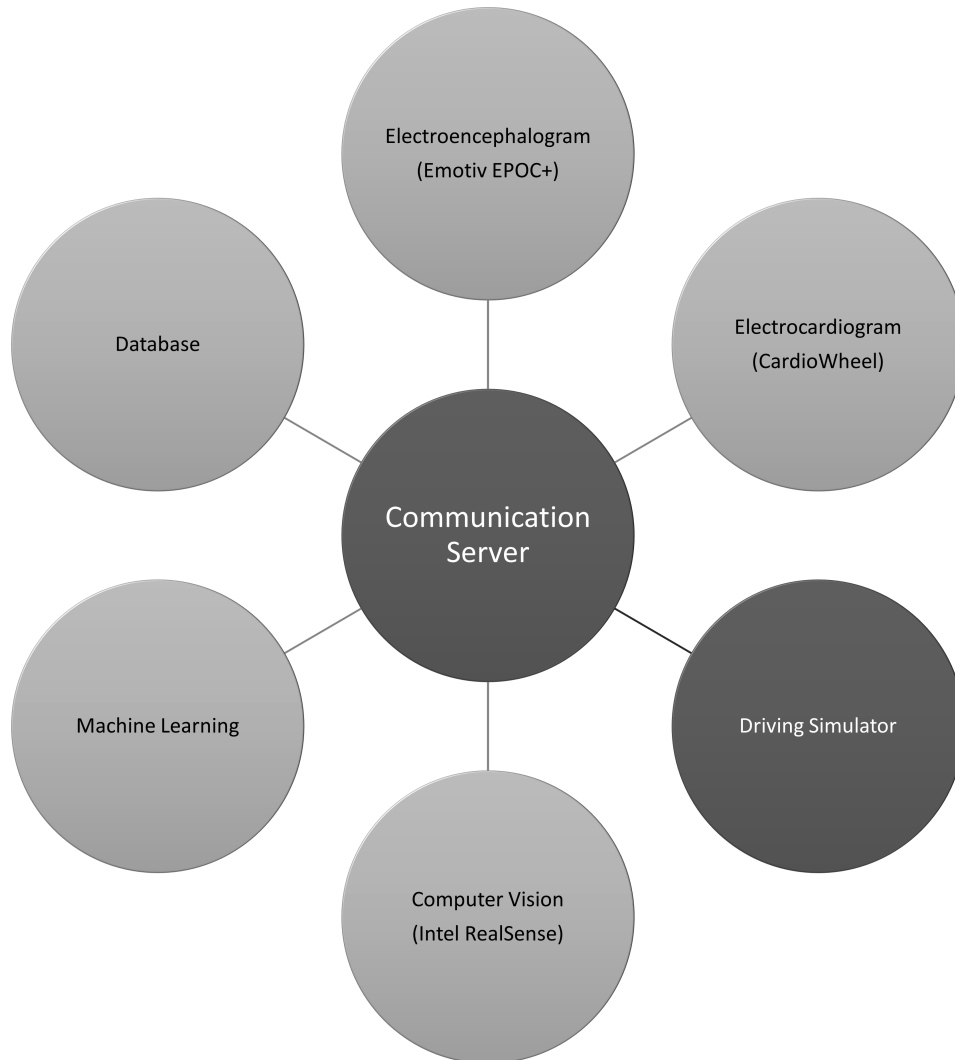 Electroencephalogram
(Emotiv EPOC+)
Electrocardiogram
(CardioWheel)
Database
Communication
Server
Machine Learning
Driving Simulator
Computer Vision
(Intel RealSense)